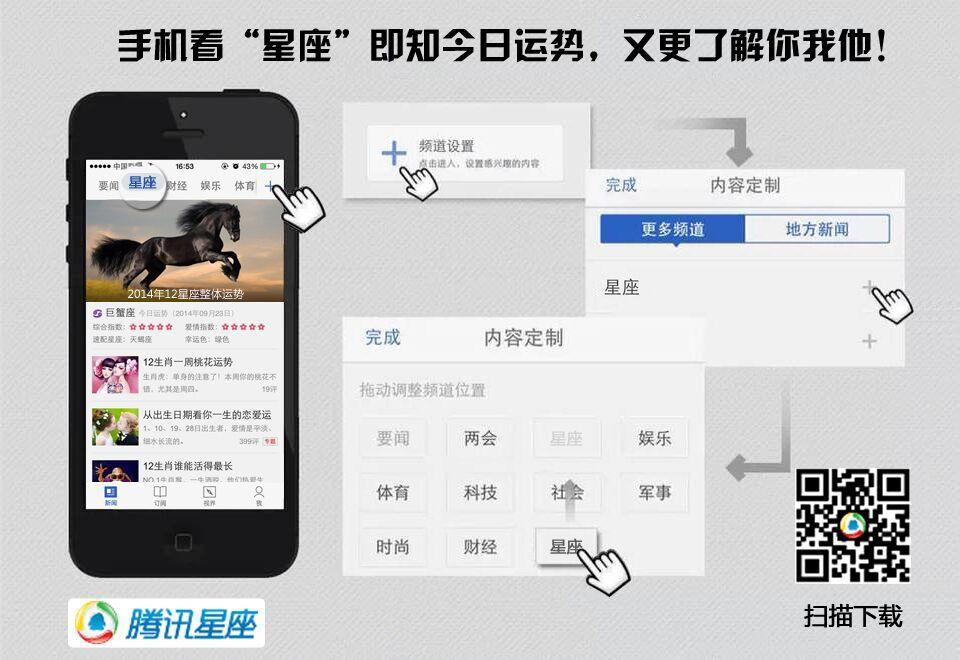 手机看“星座”即知今日运势，又更了解你我他！
中国
16:53
43%
要闻 星座 财经 娱乐 体育
2014年12星座整体运势
巨蟹座 今日运势（2014年09月23日）
综合指数： 爱情指数：
速配星座：天蝎座 幸运色：绿色
12生肖一周桃花运势
生肖虎：单身的注意了！本周你的桃花不
错，尤其是周四。 19评
从出生日期看你一生的恋爱运
1、10、19、28日出生者，爱情是平淡、
细水长流的。 399评 专题
12生肖谁能活得最长
新闻 订阅 视界 我
频道设置
点击进入，设置感兴趣的内容
完成 内容定制
更多频道 地方新闻
星座
完成 内容定制
拖动调整频道位置
要闻 两会 星座 娱乐
体育 科技 社会 军事
时尚 财经 星座
腾讯星座
扫描下载